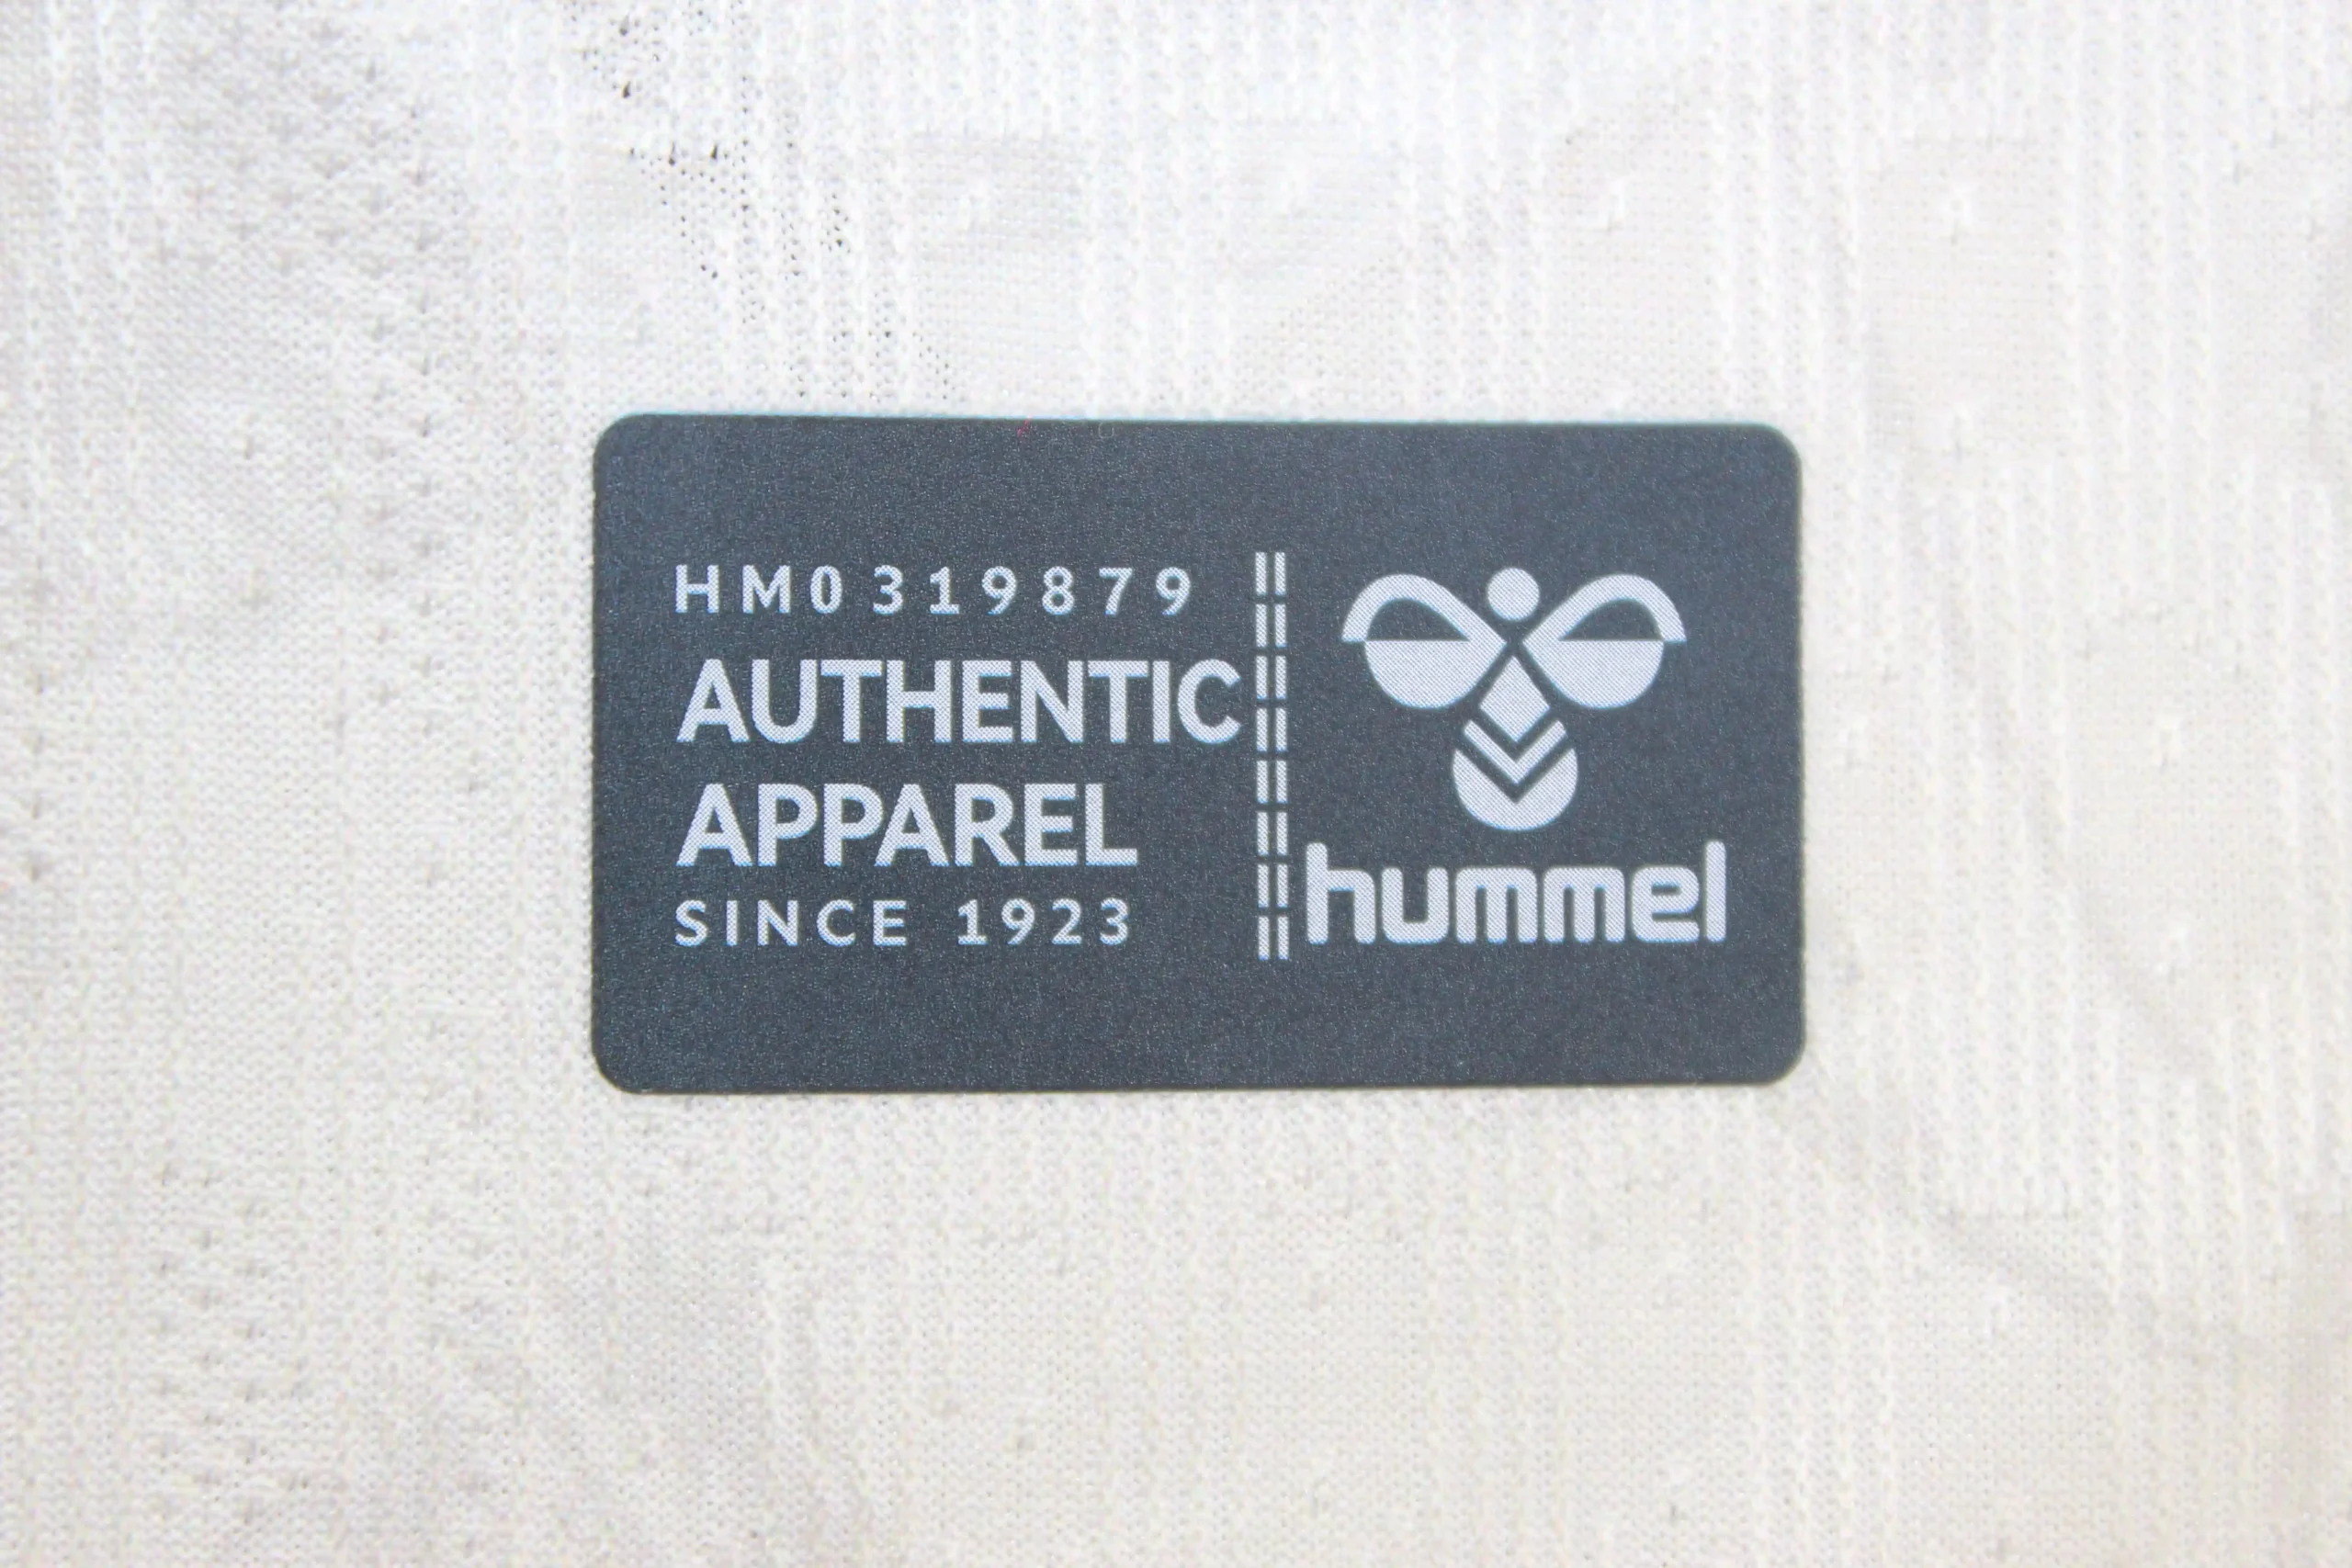 HM0319879
AUTHENTIC
APPAREL
SINCE 1923
hummel